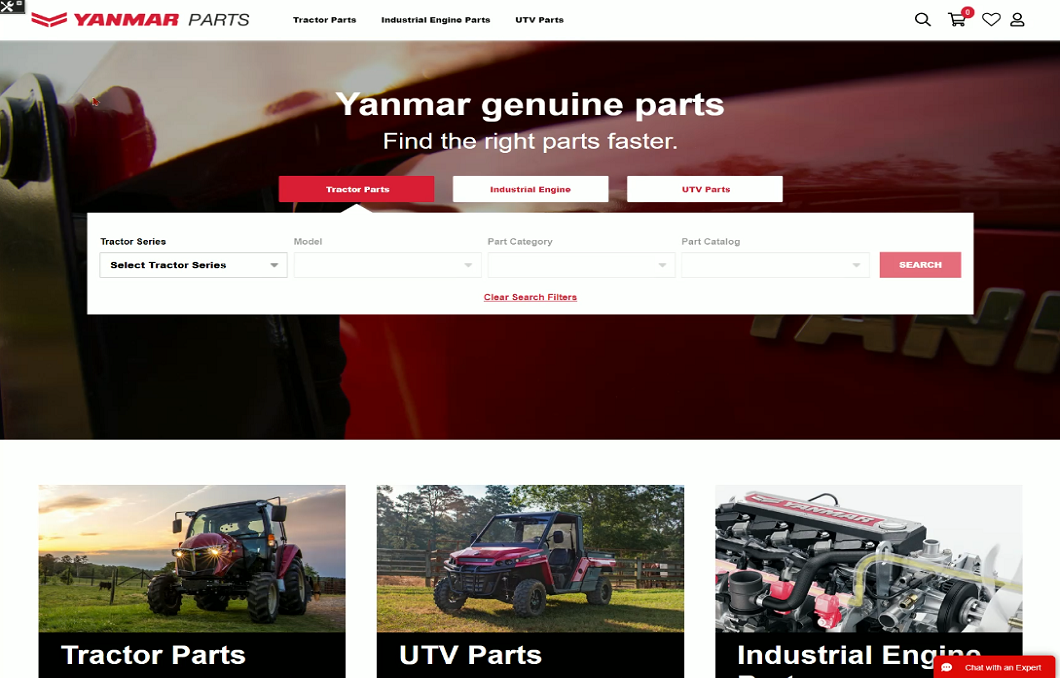 YANMAR PARTS
Tractor Parts Industrial Engine Parts UTV Parts
0
Yanmar genuine parts
Find the right parts faster.
Tractor Parts Industrial Engine UTV Parts
Tractor Series Model Part Category Part Catalog
Select Tractor Series
SEARCH
Clear Search Filters
YANMAR
Tractor Parts
UTV Parts
Industrial Engine
Chat with an Expert